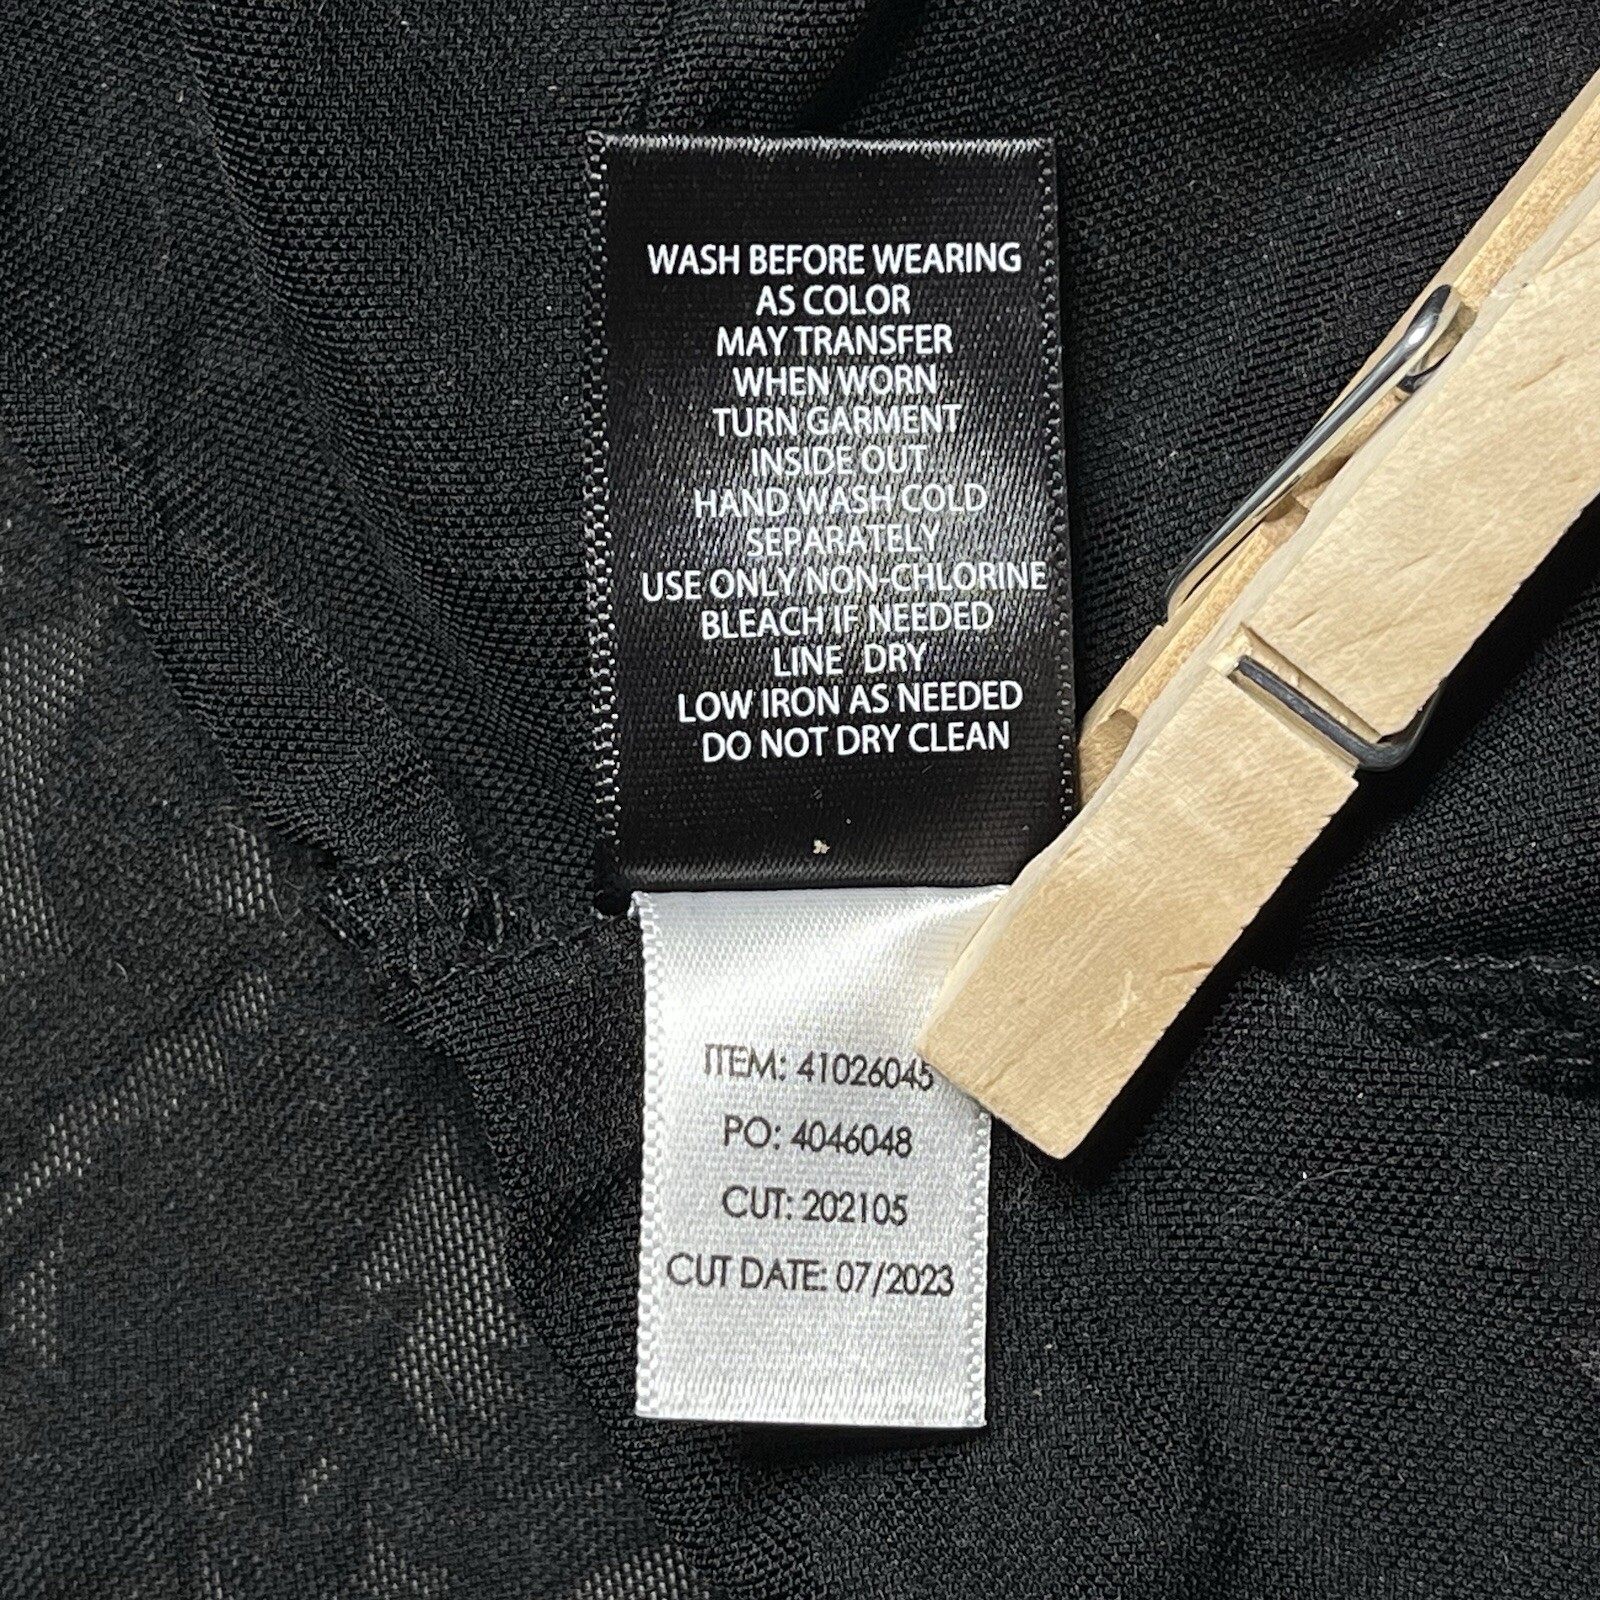 WASH BEFORE WEARING
AS COLOR
MAY TRANSFER
WHEN WORN
TURN GARMENT
INSIDE OUT
HAND WASH COLD
SEPARATELY
USE ONLY NON-CHLORINE
BLEACH IF NEEDED
LINE DRY
LOW IRON AS NEEDED
DO NOT DRY CLEAN
ITEM: 41026045
PO: 4046048
CUT: 202105
CUT DATE: 07/2023